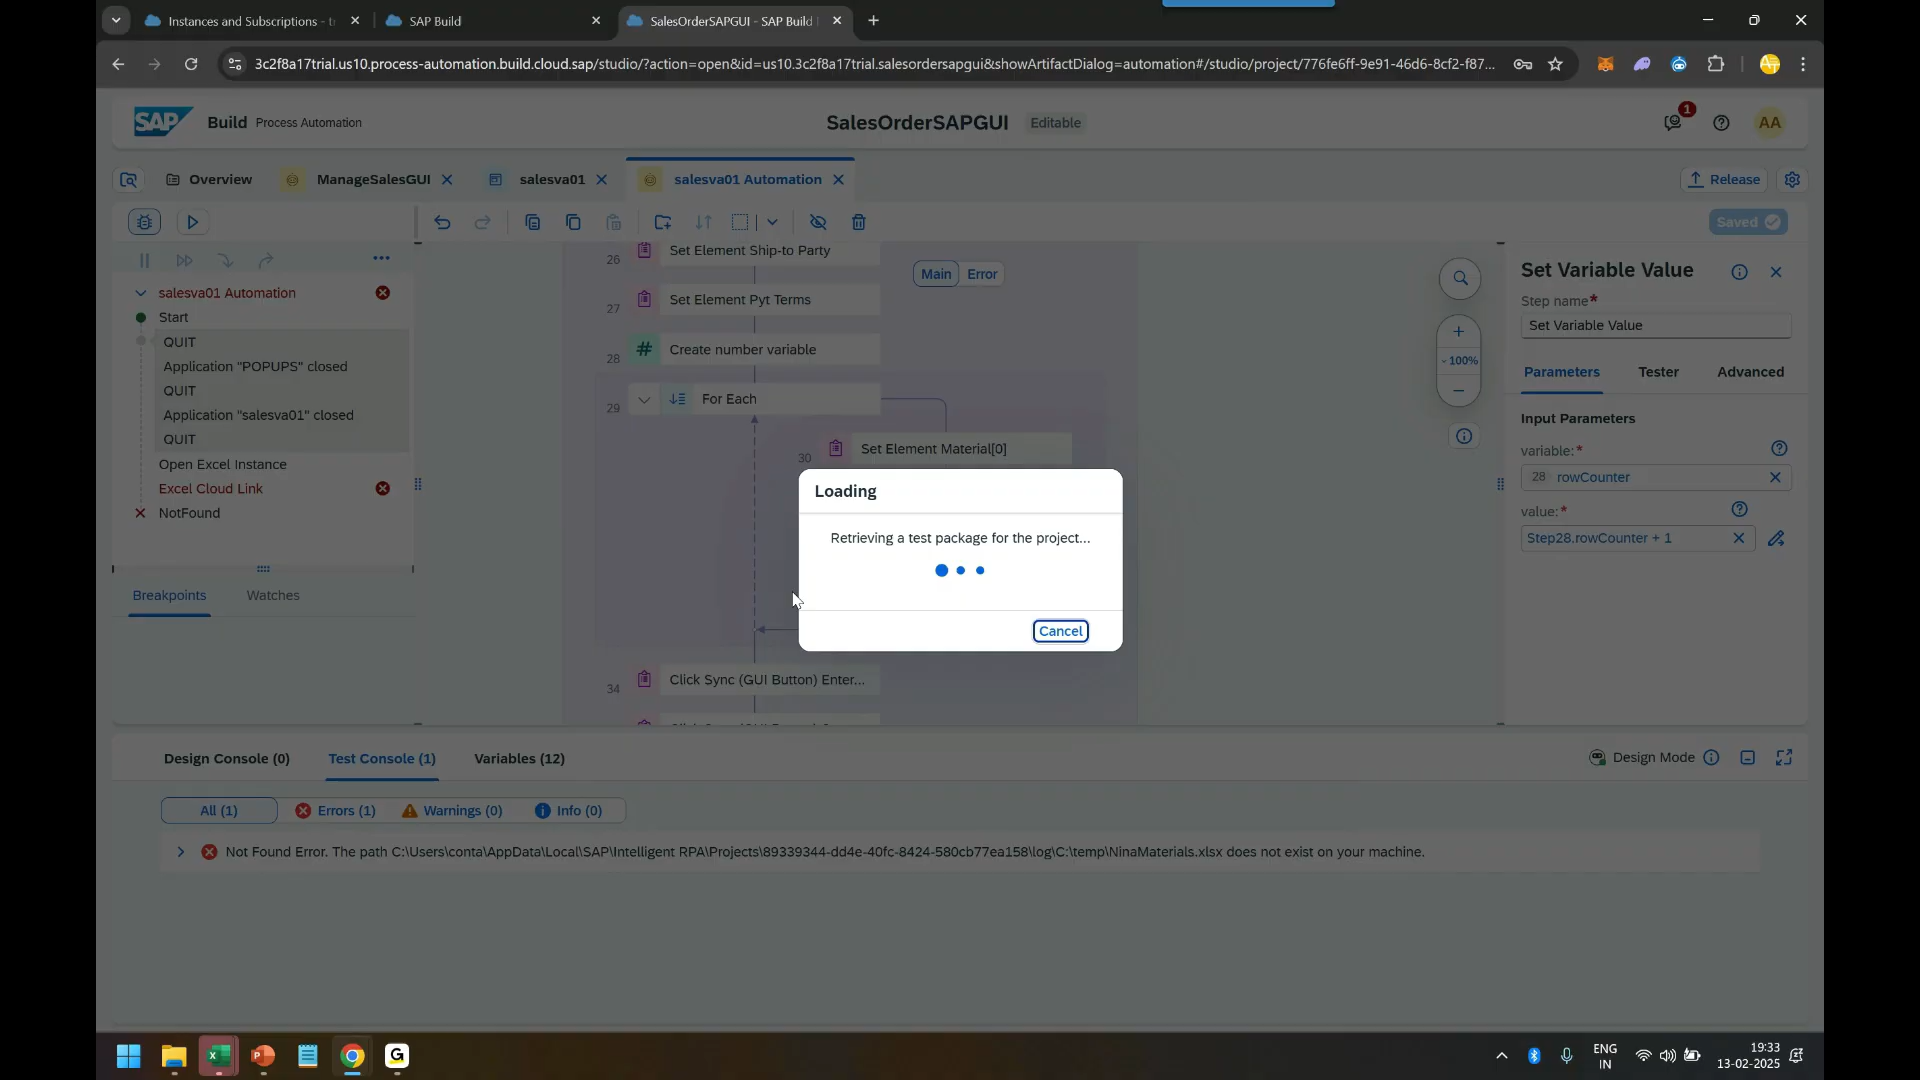 Instances and Subscriptions - t
SAP Build
SalesOrderSAPGUI - SAP Build
3c2f8a17trial.us10.process-automation.build.cloud.sap/studio/?action=open&id=us10.3c2f8a17trial.salesordersapgui&showArtifactDialog=automation#/studio/project/776fe6ff-9e91-46d6-8cf2-f87...
SAP
Build
Process Automation
SalesOrderSAPGUI
Editable
1
AA
Overview
ManageSalesGUI
salesva01
salesva01 Automation
Release
Saved
salesva01 Automation
Start
QUIT
Application "POPUPS" closed
QUIT
Application "salesva01" closed
QUIT
Open Excel Instance
Excel Cloud Link
NotFound
Breakpoints
Watches
26
Set Element Ship-to Party
Main
Error
27
Set Element Pyt Terms
28
Create number variable
29
For Each
30
Set Element Material[0]
34
Click Sync (GUI Button) Enter...
100%
Loading
Retrieving a test package for the project...
Cancel
Set Variable Value
Step name*
Set Variable Value
Parameters
Tester
Advanced
Input Parameters
variable:*
28
rowCounter
value:*
Step28.rowCounter + 1
Design Console (0)
Test Console (1)
Variables (12)
Design Mode
All (1)
Errors (1)
Warnings (0)
Info (0)
Not Found Error. The path C:\Users\conta\AppData\Local\SAP\Intelligent RPA\Projects\89339344-dd4e-40fc-8424-580cb77ea158\log\C:\temp\NinaMaterials.xlsx does not exist on your machine.
ENG
IN
19:33
13-02-2025